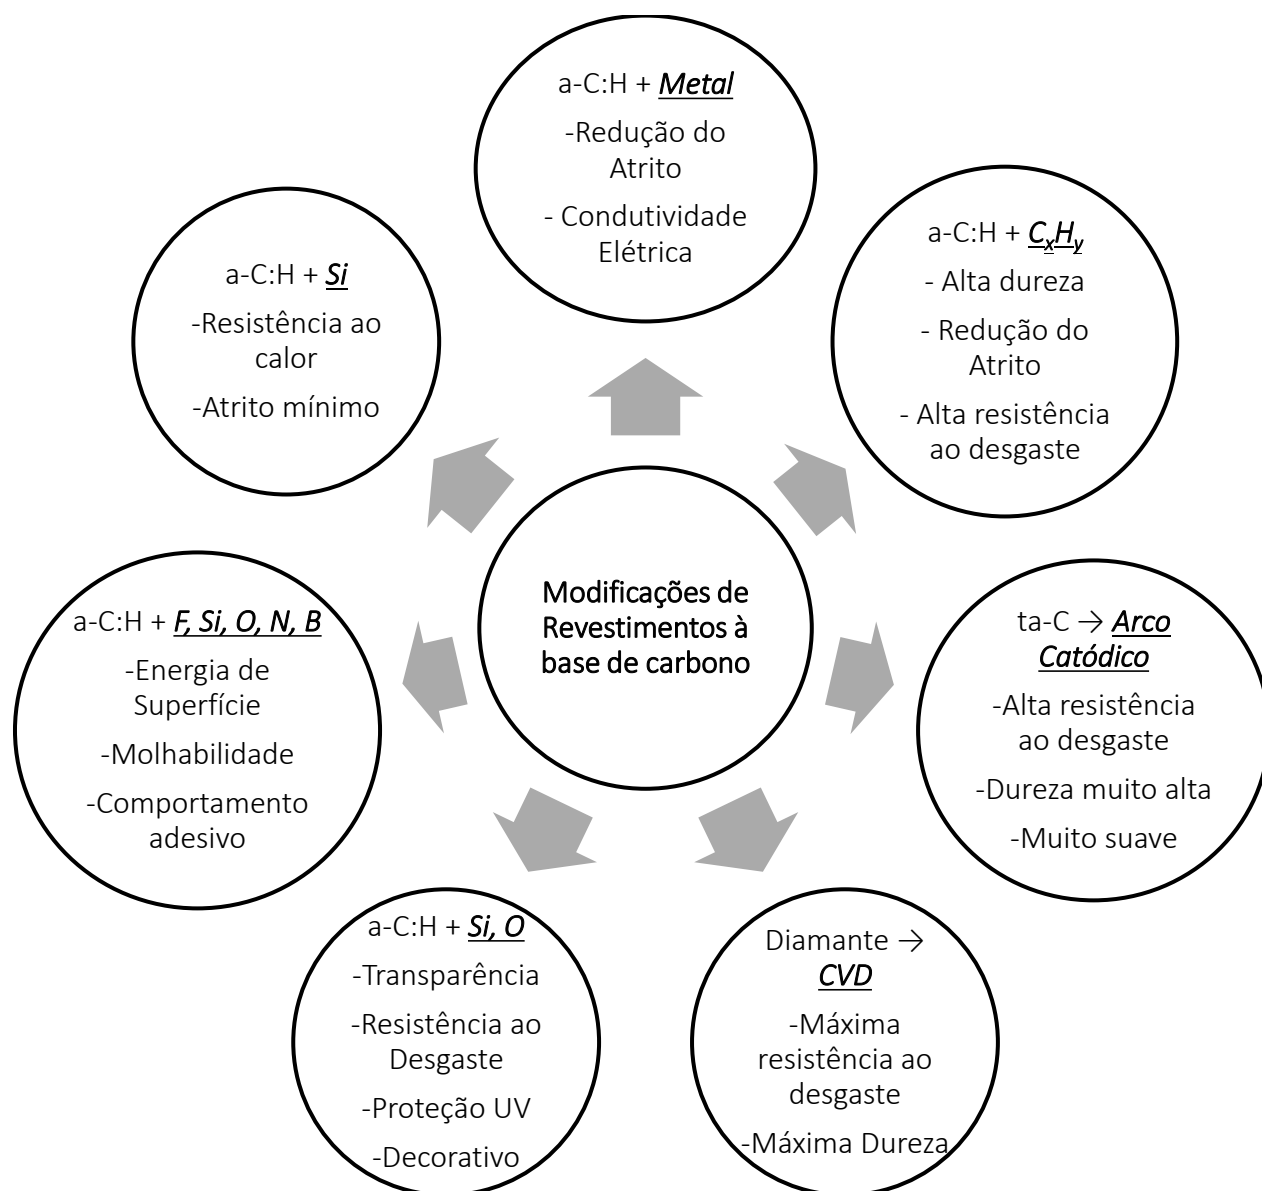 a-C:H + Metal
-Redução do
Atrito
- Condutividade
Elétrica
a-C:H + CxHy
- Alta dureza
- Redução do
Atrito
- Alta resistência
ao desgaste
ta-C → Arco
Catódico
-Alta resistência
ao desgaste
-Dureza muito alta
-Muito suave
Diamante →
CVD
-Máxima
resistência ao
desgaste
-Máxima Dureza
a-C:H + Si, O
-Transparência
-Resistência ao
Desgaste
-Proteção UV
-Decorativo
a-C:H + F, Si, O, N, B
-Energia de
Superfície
-Molhabilidade
-Comportamento
adesivo
a-C:H + Si
-Resistência ao
calor
-Atrito mínimo
Modificações de
Revestimentos à
base de carbono